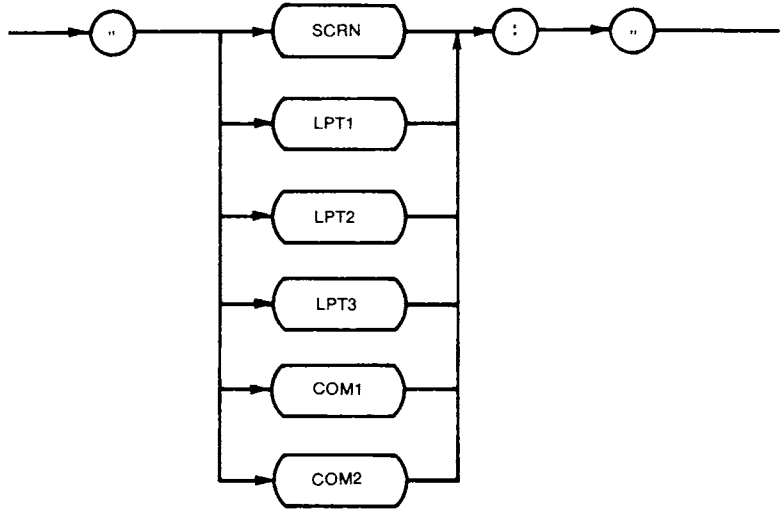 " SCRN : "
LPT1
LPT2
LPT3
COM1
COM2